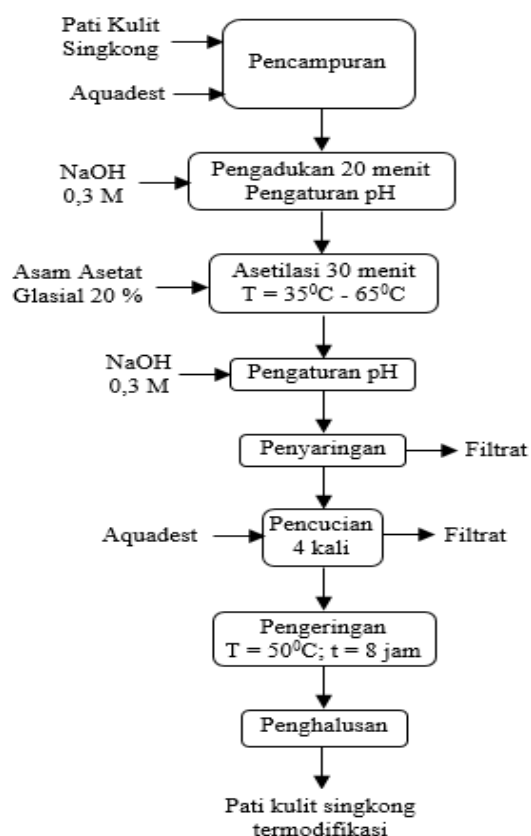 Pati Kulit
Singkong
Pencampuran
Aquadest
NaOH
0,3 M
Pengadukan 20 menit
Pengaturan pH
Asam Asetat
Glasial 20 %
Asetilasi 30 menit
T = 35⁰C - 65⁰C
NaOH
0,3 M
Pengaturan pH
Penyaringan
Filtrat
Aquadest
Pencucian
4 kali
Filtrat
Pengeringan
T = 50⁰C; t = 8 jam
Penghalusan
Pati kulit singkong
termodifikasi